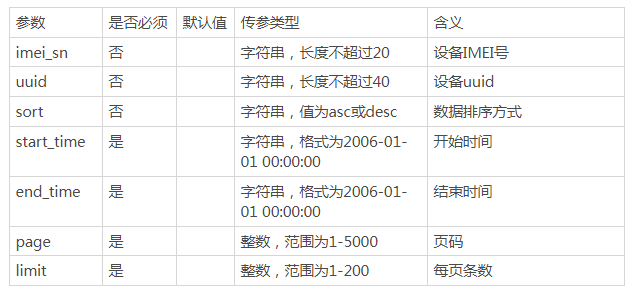 参数 是否必须 默认值 传参类型 含义
imei_sn 否 字符串，长度不超过20 设备IMEI号
uuid 否 字符串，长度不超过40 设备uuid
sort 否 字符串，值为asc或desc 数据排序方式
start_time 是 字符串，格式为2006-01- 开始时间
01 00:00:00
end_time 是 字符串，格式为2006-01- 结束时间
01 00:00:00
page 是 整数，范围为1-5000 页码
limit 是 整数，范围为1-200 每页条数